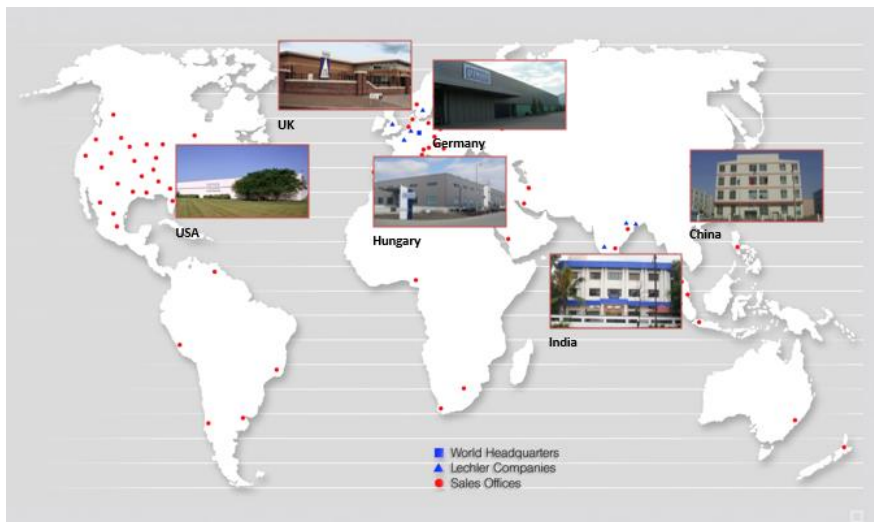 UK
Germany
USA
Hungary
China
India
World Headquarters
Lechler Companies
Sales Offices